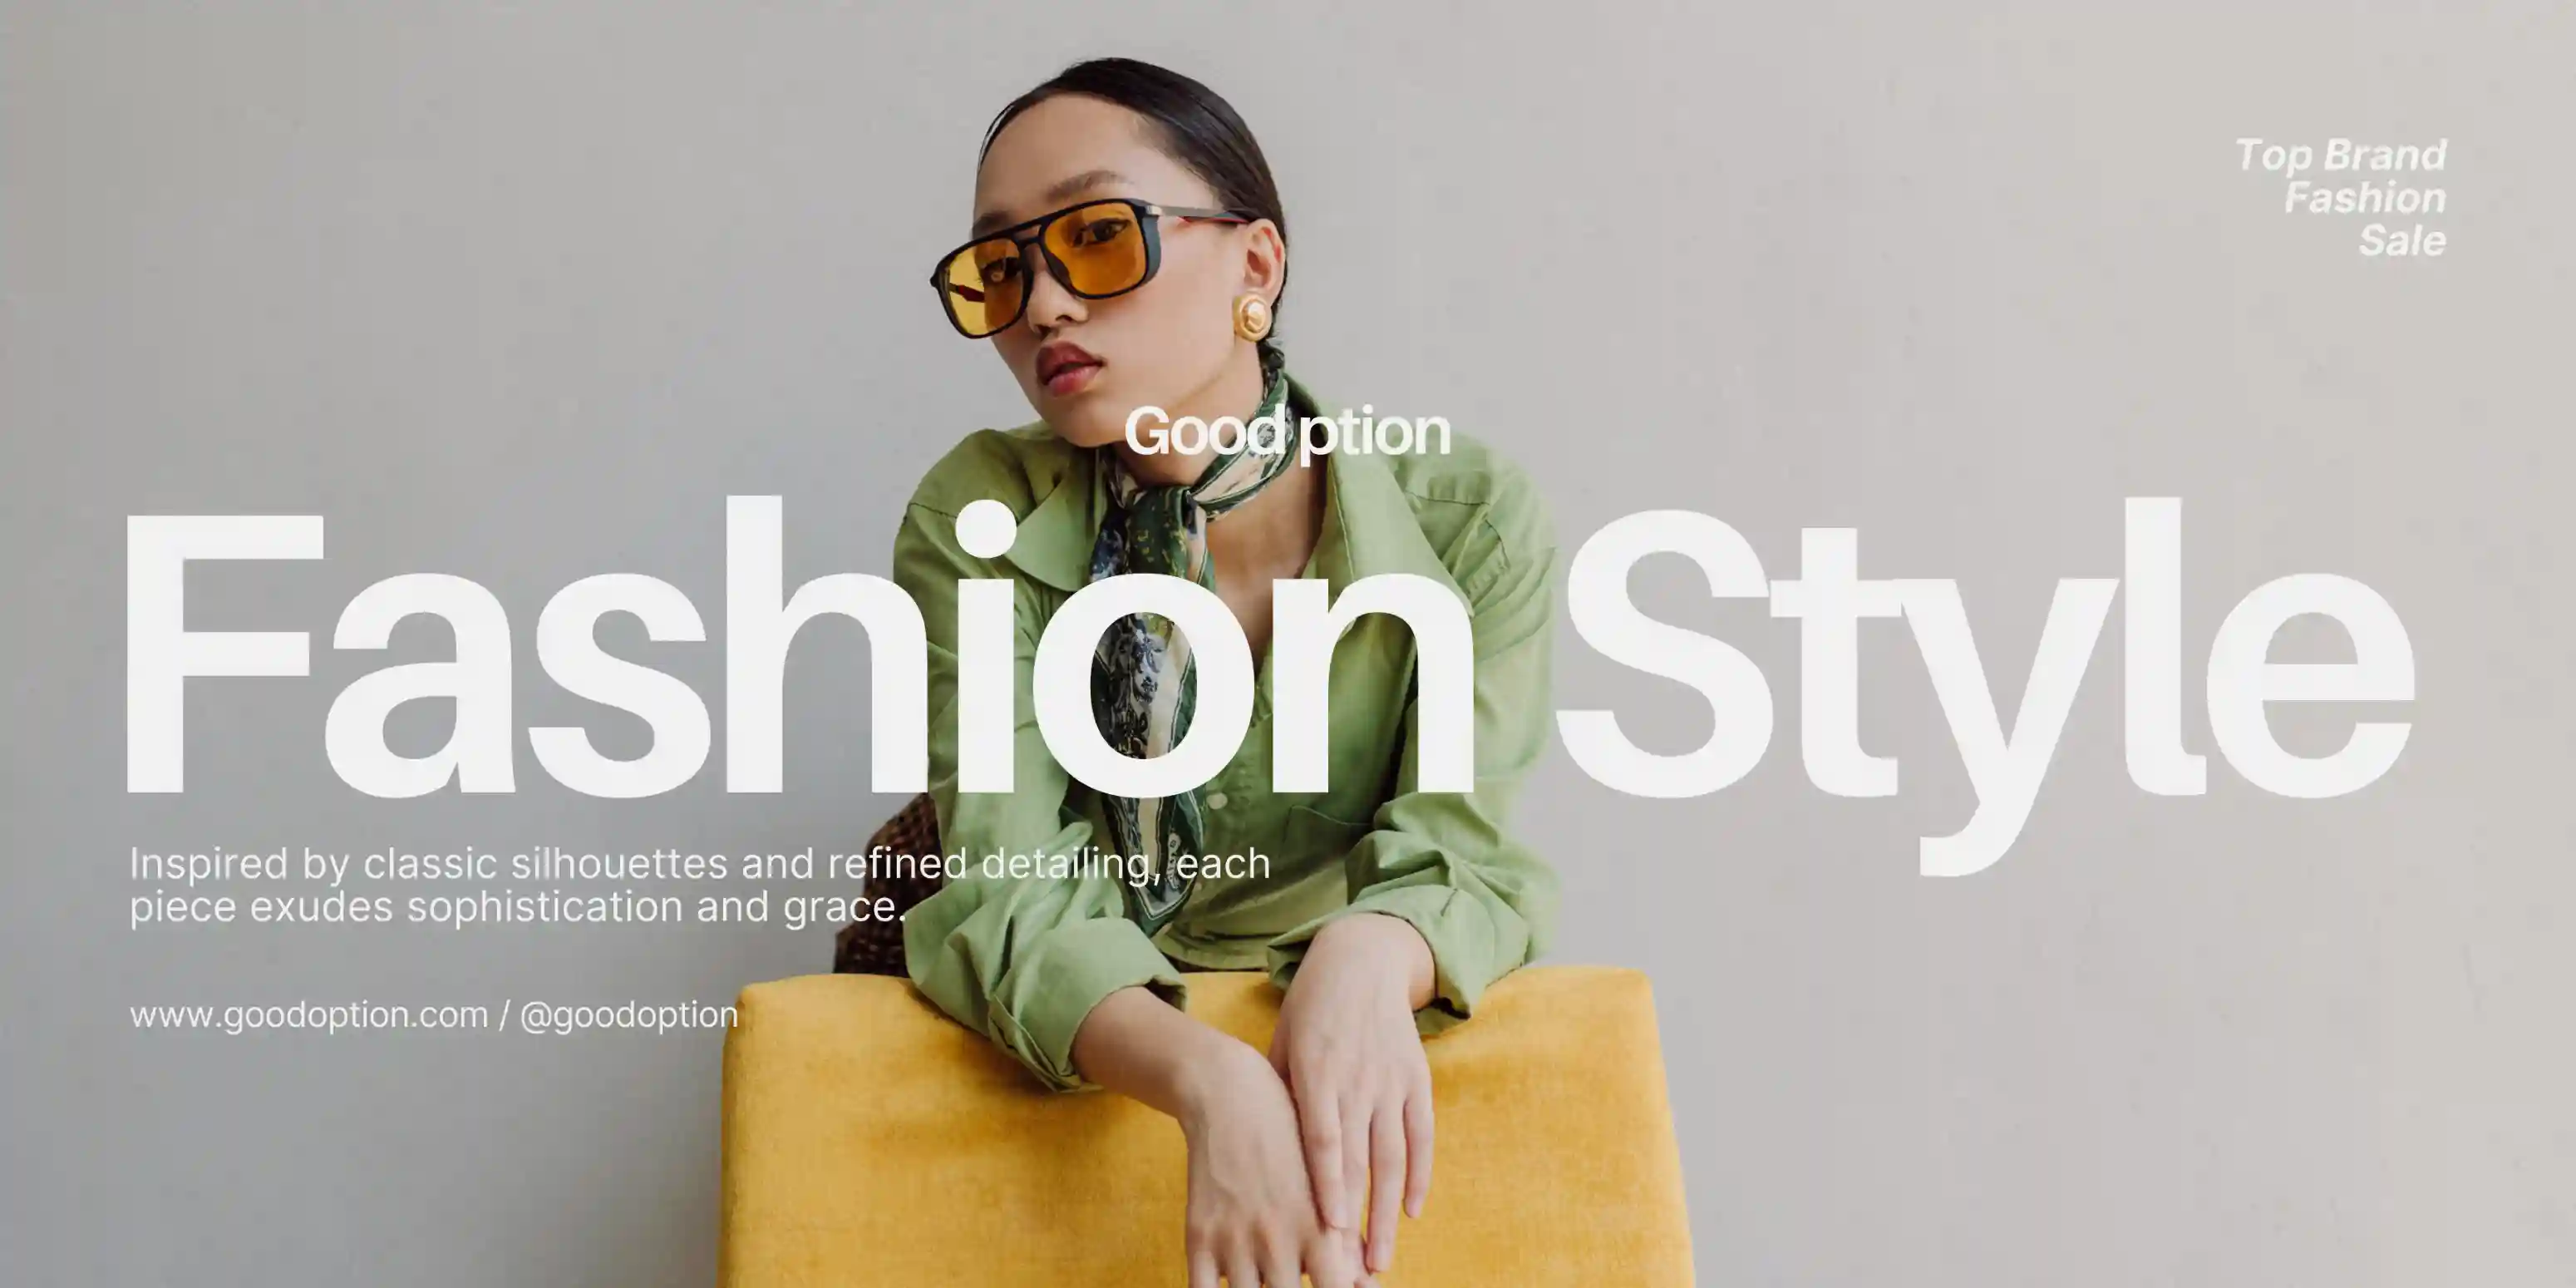 Top Brand
Fashion
Sale
Good ption
Fashion Style
Inspired by classic silhouettes and refined detailing, each
piece exudes sophistication and grace.
www.goodoption.com / @goodoption